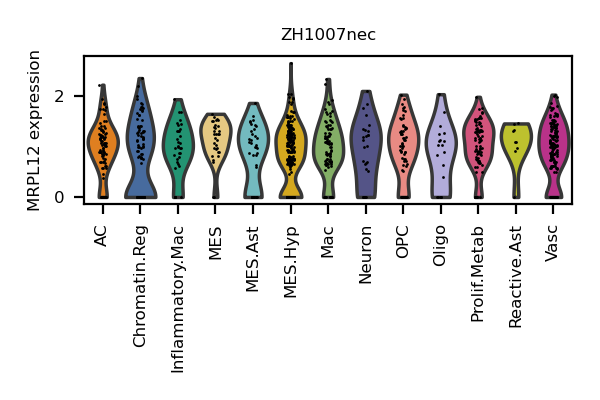 ZH1007nec
MRPL12 expression
2
0
AC
Chromatin.Reg
Inflammatory.Mac
MES
MES.Ast
MES.Hyp
Mac
Neuron
OPC
Oligo
Prolif.Metab
Reactive.Ast
Vasc